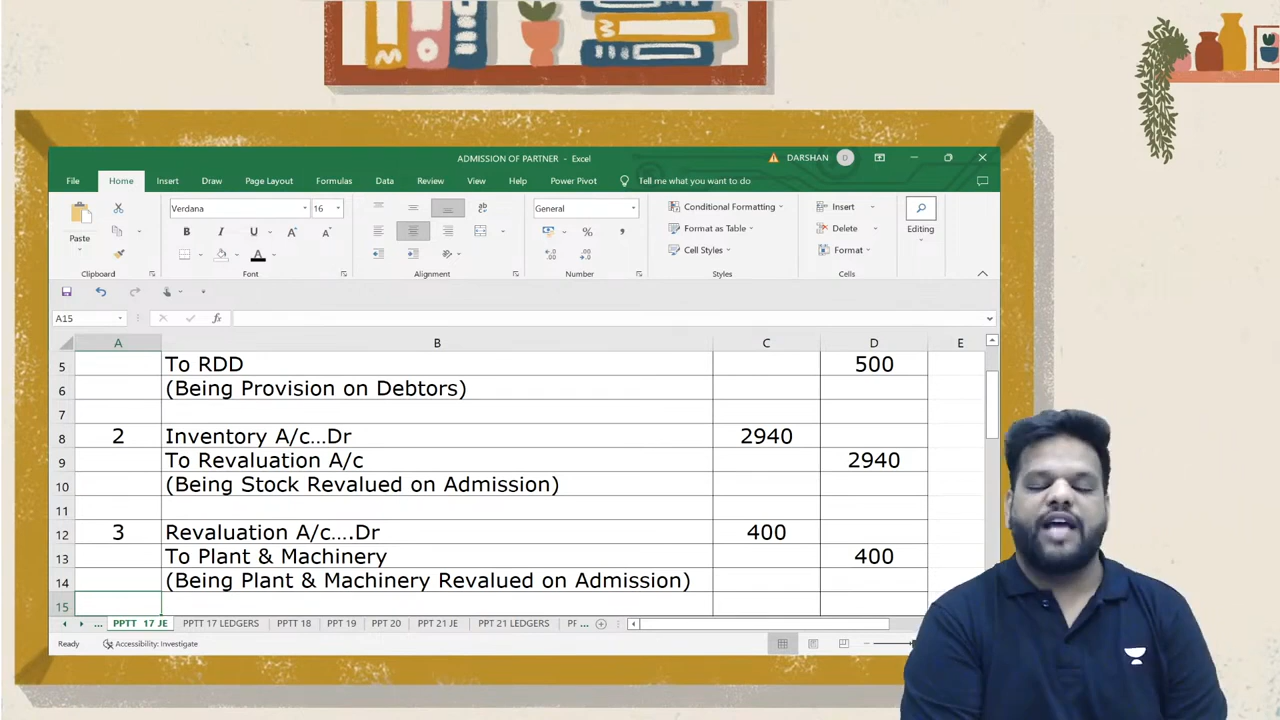 ADMISSION OF PARTNER - Excel
DARSHAN D
File Home Insert Draw Page Layout Formulas Data Review View Help Power Pivot Tell me what you want to do
Verdana 16 General Conditional Formatting Insert
Paste B I U A A % , Format as Table Delete Editing
A Cell Styles Format
Clipboard Font Alignment Number Styles Cells
A15 fx
A B C D E
5 To RDD 500
6 (Being Provision on Debtors)
7
8 2 Inventory A/c...Dr 2940
9 To Revaluation A/c 2940
10 (Being Stock Revalued on Admission)
11
12 3 Revaluation A/c....Dr 400
13 To Plant & Machinery 400
14 (Being Plant & Machinery Revalued on Admission)
15
... PPTT 17 JE PPTT 17 LEDGERS PPTT 18 PPT 19 PPT 20 PPT 21 JE PPT 21 LEDGERS PF ...
Ready Accessibility: Investigate